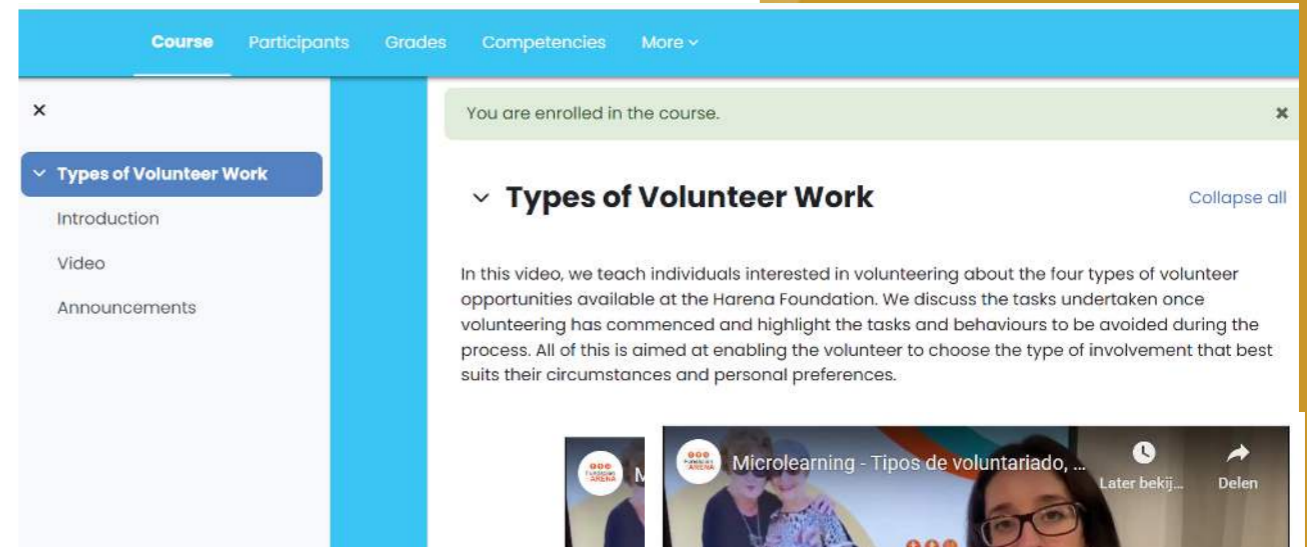 Course Participants Grades Competencies More
You are enrolled in the course.
Types of Volunteer Work
Introduction
Video
Announcements
Types of Volunteer Work
Collapse all
In this video, we teach individuals interested in volunteering about the four types of volunteer
opportunities available at the Harena Foundation. We discuss the tasks undertaken once
volunteering has commenced and highlight the tasks and behaviours to be avoided during the
process. All of this is aimed at enabling the volunteer to choose the type of involvement that best
suits their circumstances and personal preferences.
M
Microlearning - Tipos de voluntariado, ...
Later bekij...
Delen